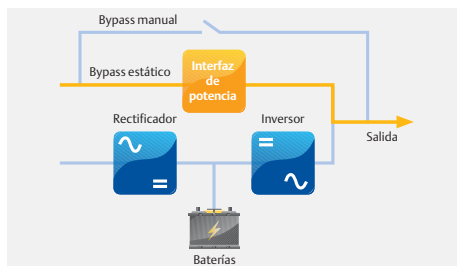 Bypass manual
Bypass estático
Interfaz
de
potencia
Rectificador
Inversor
Salida
Baterías